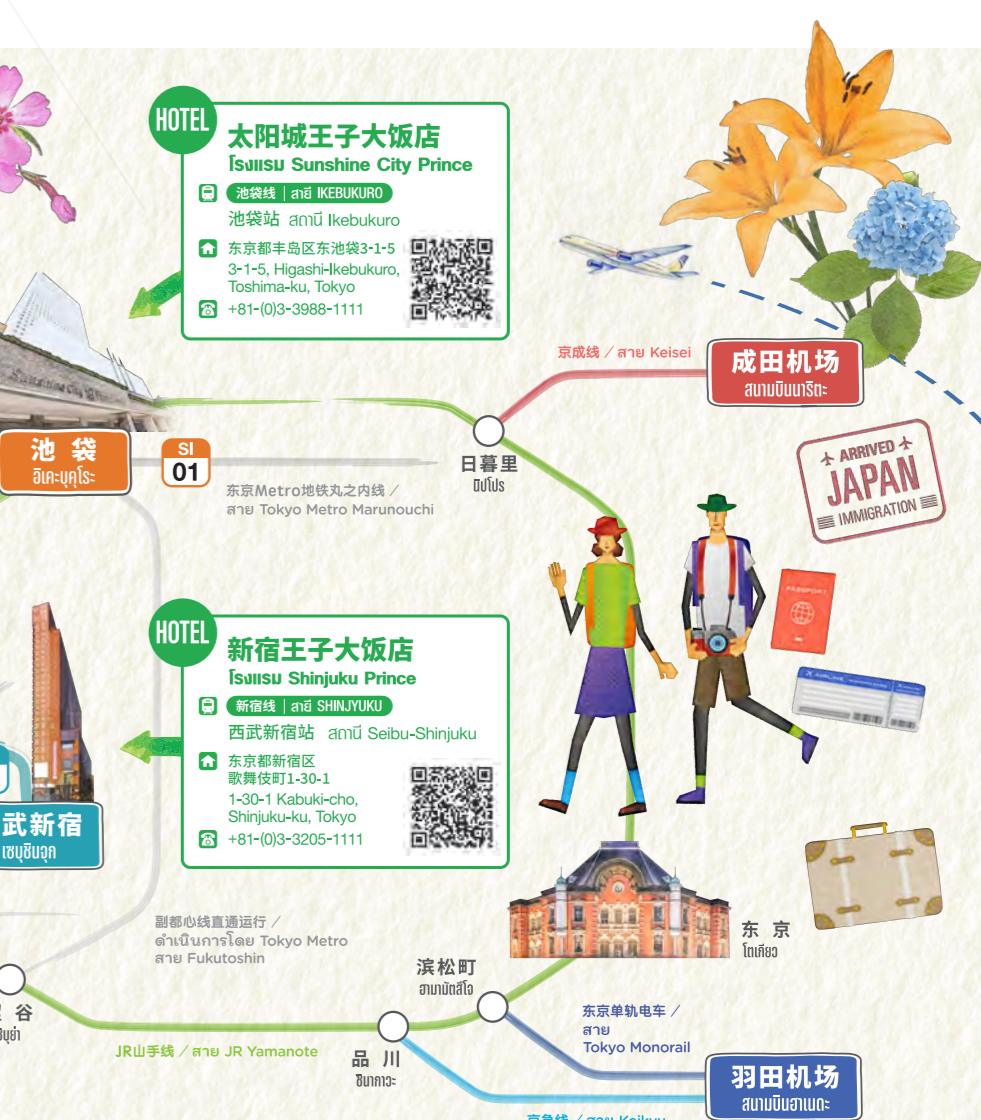 HOTEL
太阳城王子大饭店
โรงแรม Sunshine City Prince
池袋线 | สายี IKEBUKURO
池袋站 สถานี Ikebukuro
东京都丰岛区东池袋3-1-5
3-1-5, Higashi-Ikebukuro,
Toshima-ku, Tokyo
+81-(0)3-3988-1111
京成线 / สาย Keisei
成田机场
สนามบินนาริตะ
池 袋
อิเคะบุคุโระ
SI
01
东京Metro地铁丸之内线 /
สาย Tokyo Metro Marunouchi
日暮里
นิปโปร
ARRIVED
JAPAN
IMMIGRATION
PASSPORT
AIRLINE
HOTEL
新宿王子大饭店
โรงแรม Shinjuku Prince
新宿线 | สายี SHINJYUKU
西武新宿站 สถานี Seibu-Shinjuku
东京都新宿区
歌舞伎町1-30-1
1-30-1 Kabuki-cho,
Shinjuku-ku, Tokyo
+81-(0)3-3205-1111
武新宿
เซบุชินจุก
副都心线直通运行 /
ดำเนินการโดย Tokyo Metro
สาย Fukutoshin
东 京
โตเกียว
滨松町
ฮามามัตสึโจ
谷
东京单轨电车 /
สาย
Tokyo Monorail
JR山手线 / สาย JR Yamanote
品 川
ชินากาวะ
羽田机场
สนามบินฮาเนดะ
京急线 / สาย Keikyu